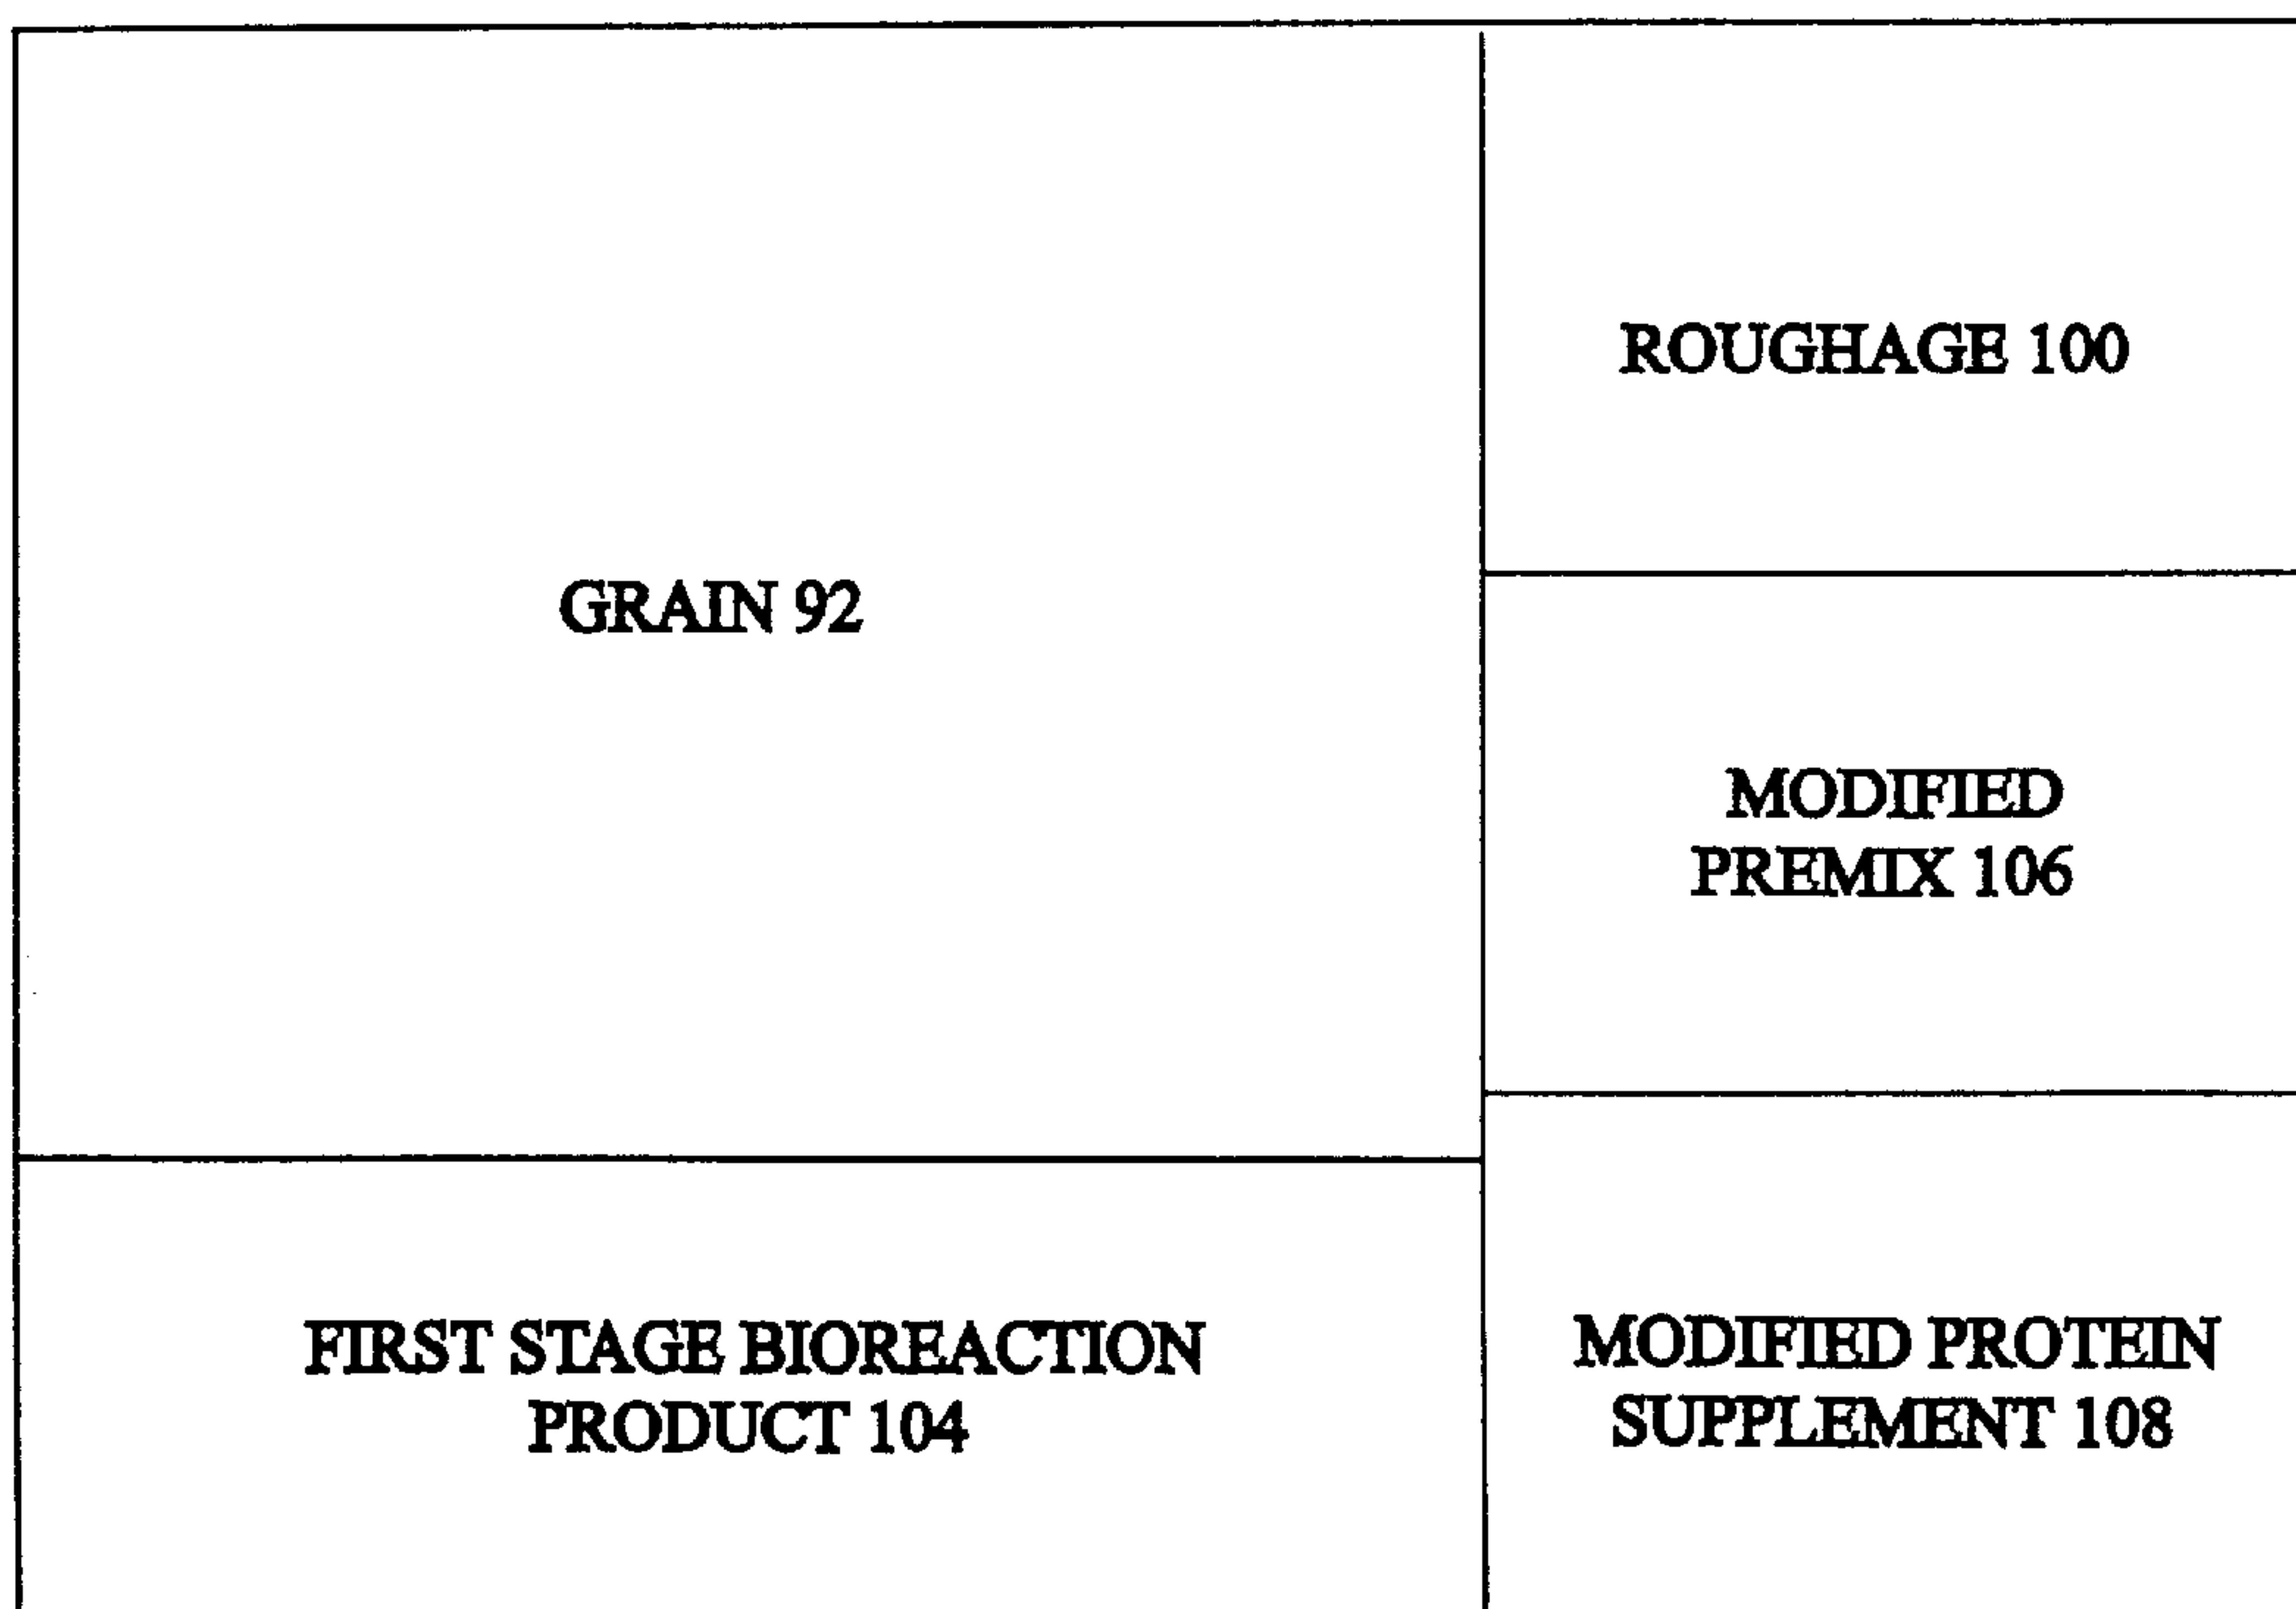 GRAIN 92
FIRST STAGE BIOREACTION
PRODUCT 104
ROUGHAGE 100
MODIFIED
PREMIX 106
MODIFIED PROTEIN
SUPPLEMENT 108